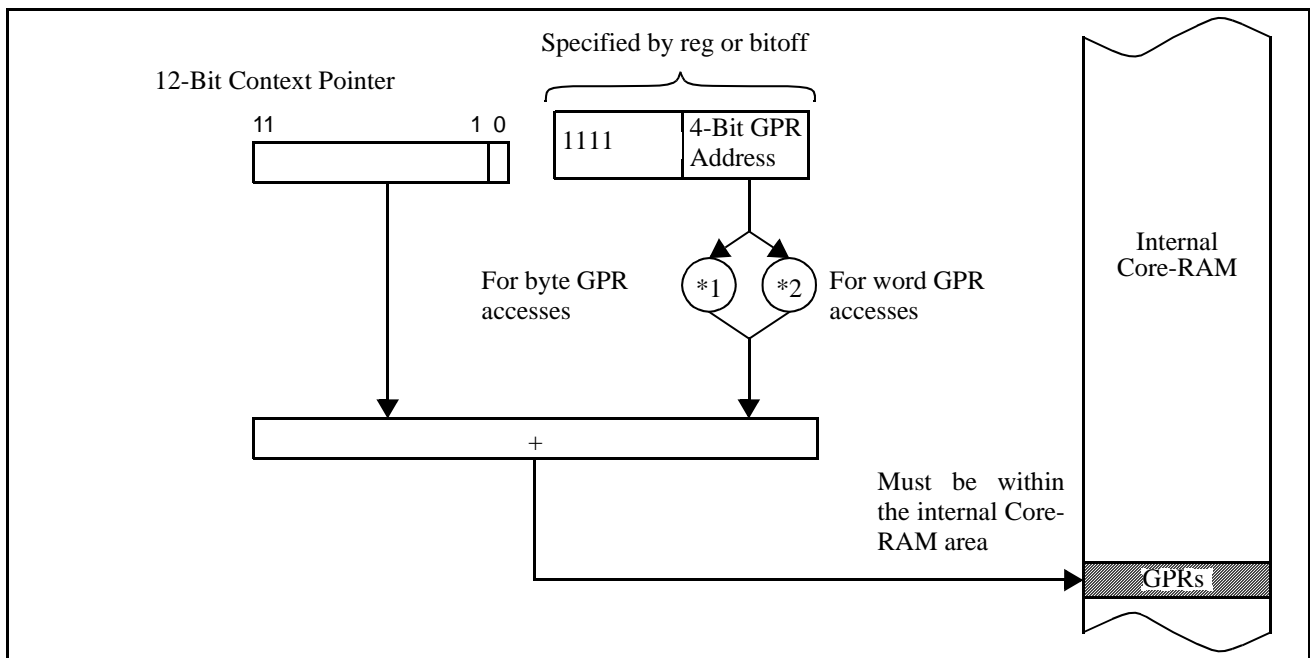 Specified by reg or bitoff
12-Bit Context Pointer
11 1 0
1111
4-Bit GPR
Address
For byte GPR
accesses
*1
*2
For word GPR
accesses
Internal
Core-RAM
+
Must be within
the internal Core-
RAM area
GPRs